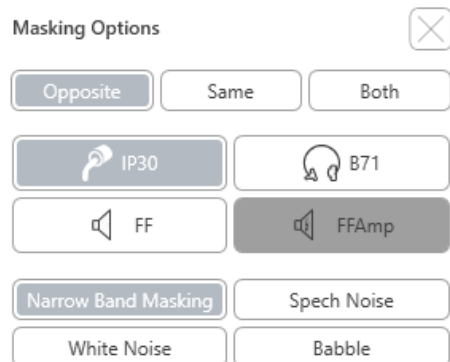 Masking Options
Opposite Same Both
IP30 B71
FF FFAmp
Narrow Band Masking Spech Noise
White Noise Babble